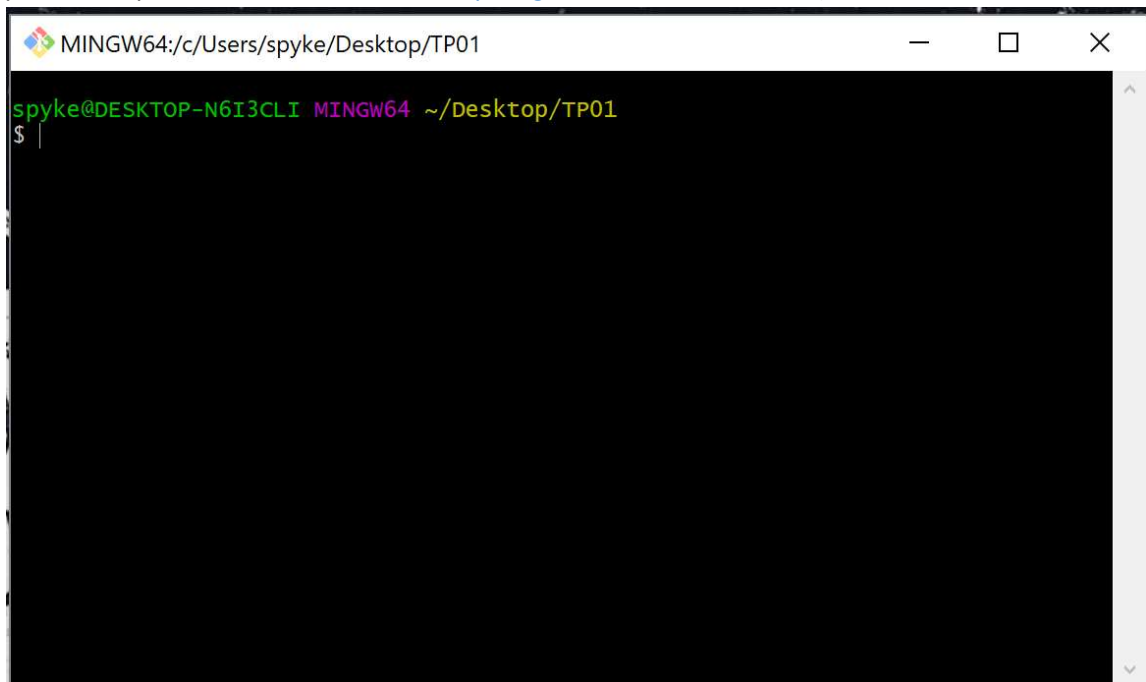 MINGW64:/c/Users/spyke/Desktop/TP01
spyke@DESKTOP-N6I3CLI MINGW64 ~/Desktop/TP01
$